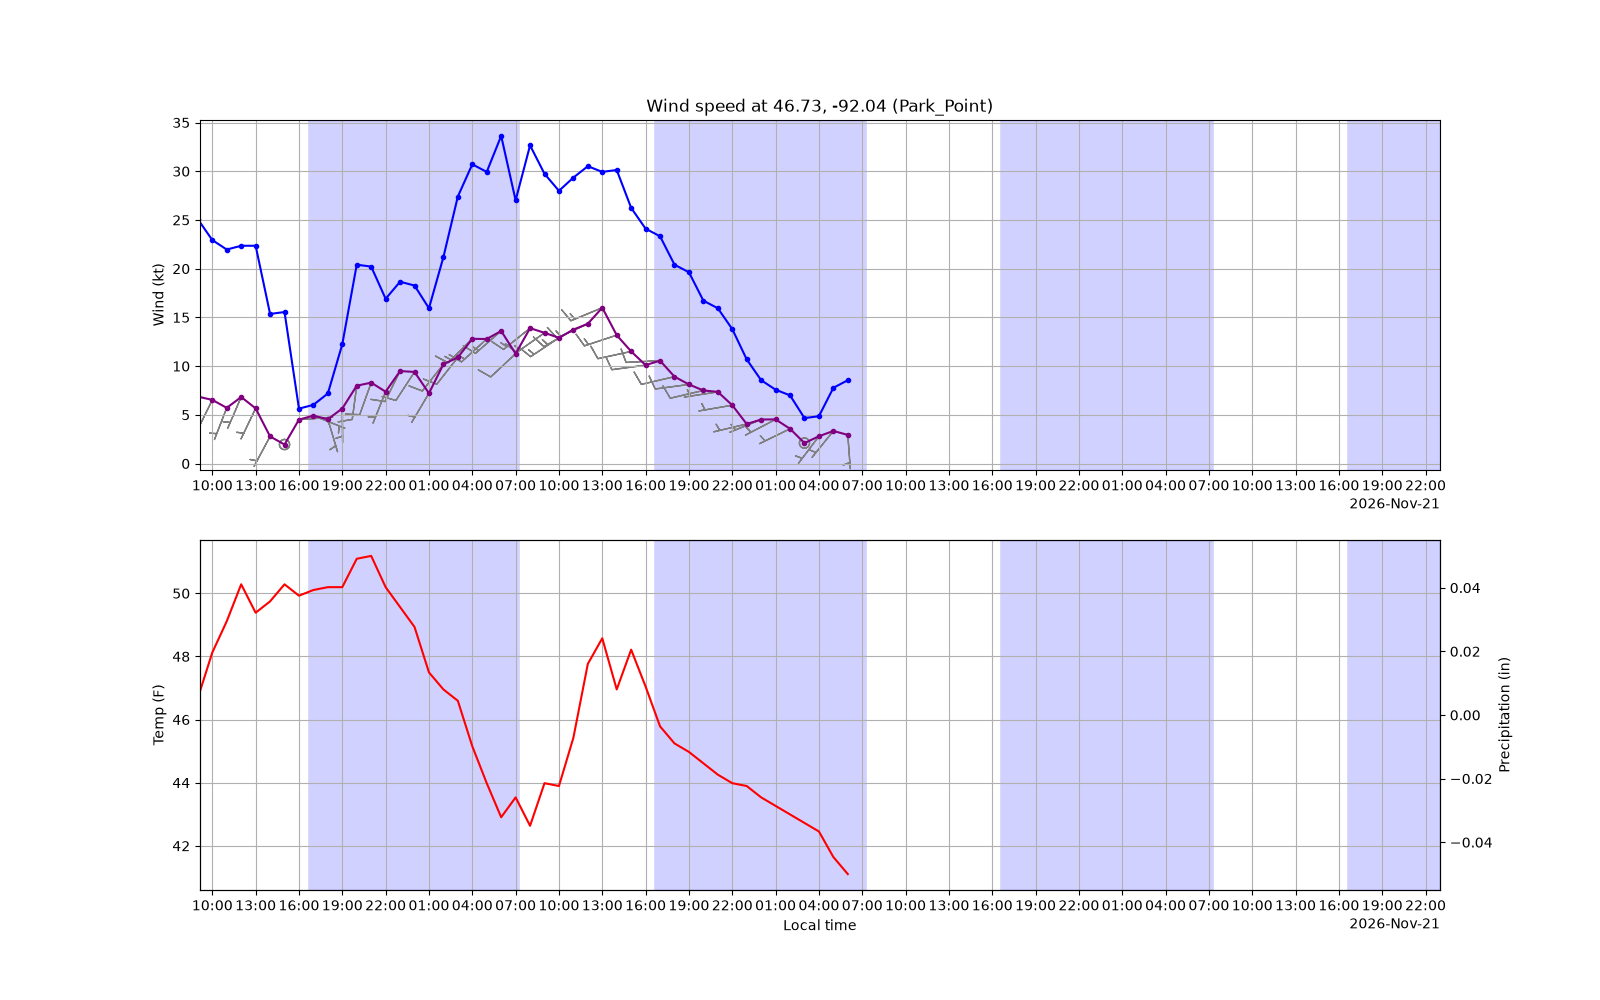 Wind speed at 46.73, -92.04 (Park_Point)
35
30
25
20
15
10
5
0
Wind (kt)
10:00 13:00 16:00 19:00 22:00 01:00 04:00 07:00 10:00 13:00 16:00 19:00 22:00 01:00 04:00 07:00 10:00 13:00 16:00 19:00 22:00 01:00 04:00 07:00 10:00 13:00 16:00 19:00 22:00
2026-Nov-21
50
48
46
44
42
Temp (F)
0.04
0.02
0.00
−0.02
−0.04
Precipitation (in)
10:00 13:00 16:00 19:00 22:00 01:00 04:00 07:00 10:00 13:00 16:00 19:00 22:00 01:00 04:00 07:00 10:00 13:00 16:00 19:00 22:00 01:00 04:00 07:00 10:00 13:00 16:00 19:00 22:00
Local time
2026-Nov-21